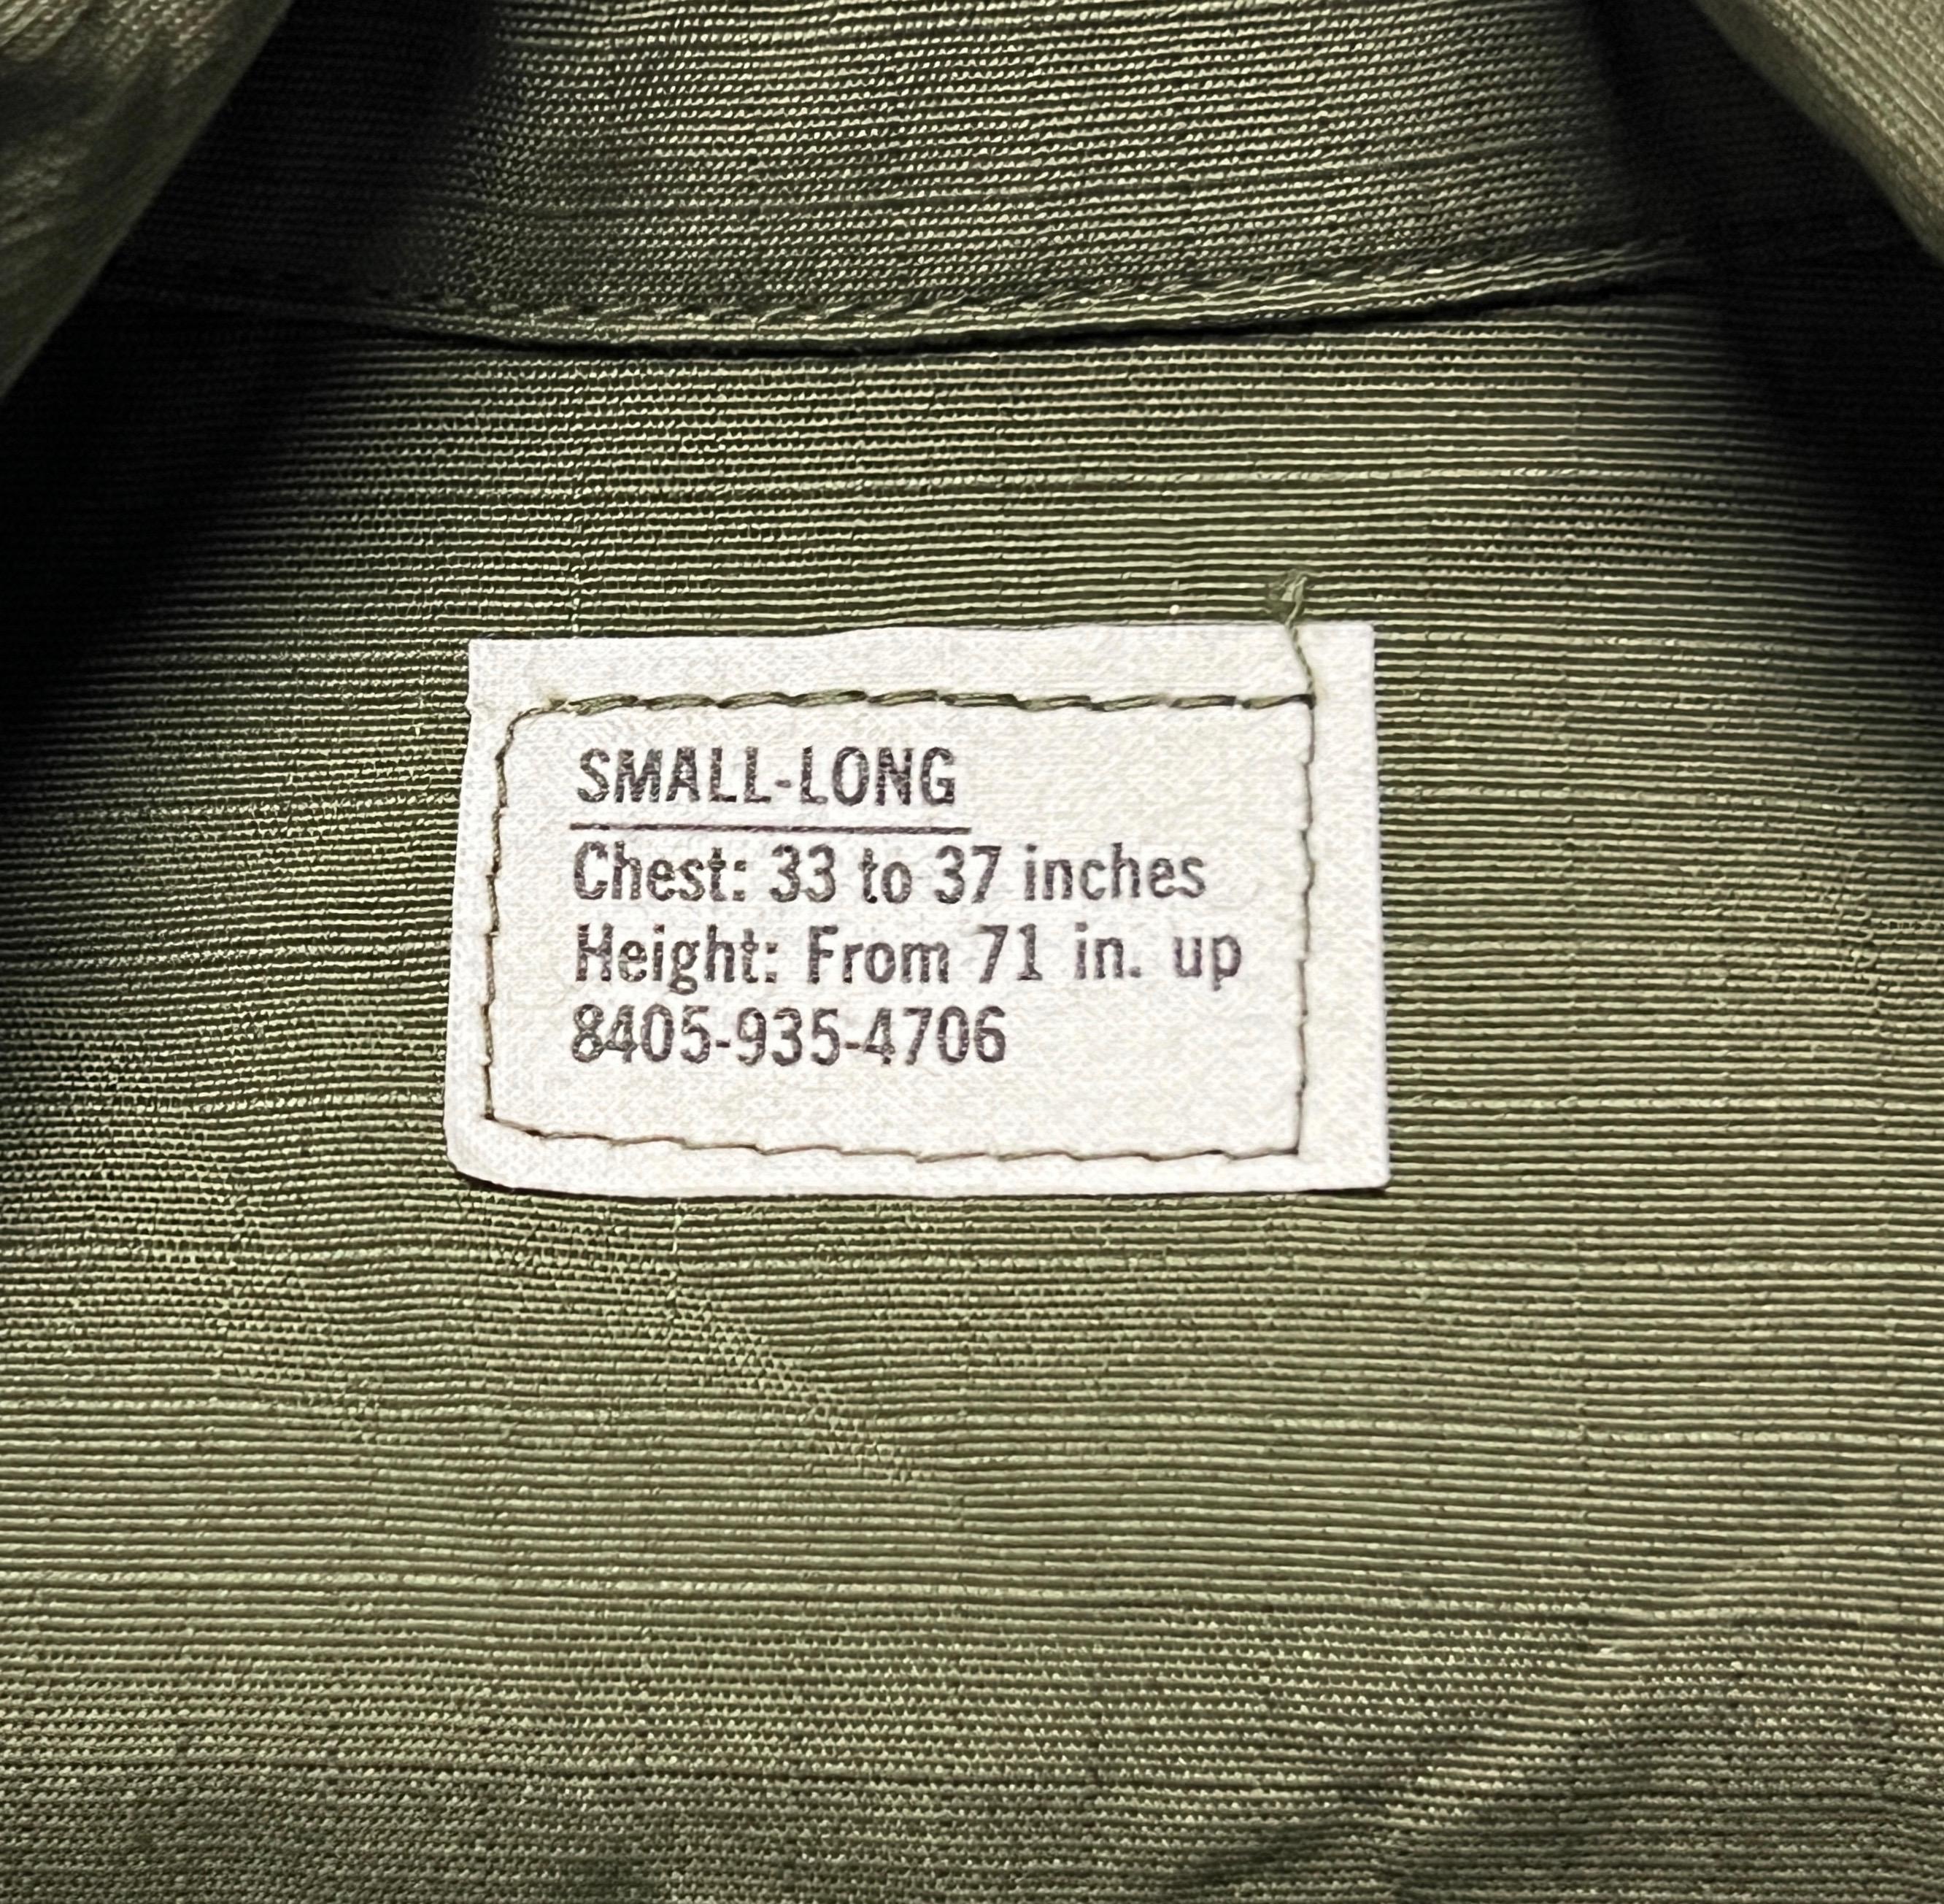 SMALL-LONG
Chest: 33 to 37 inches
Height: From 71 in. up
8405-935-4706